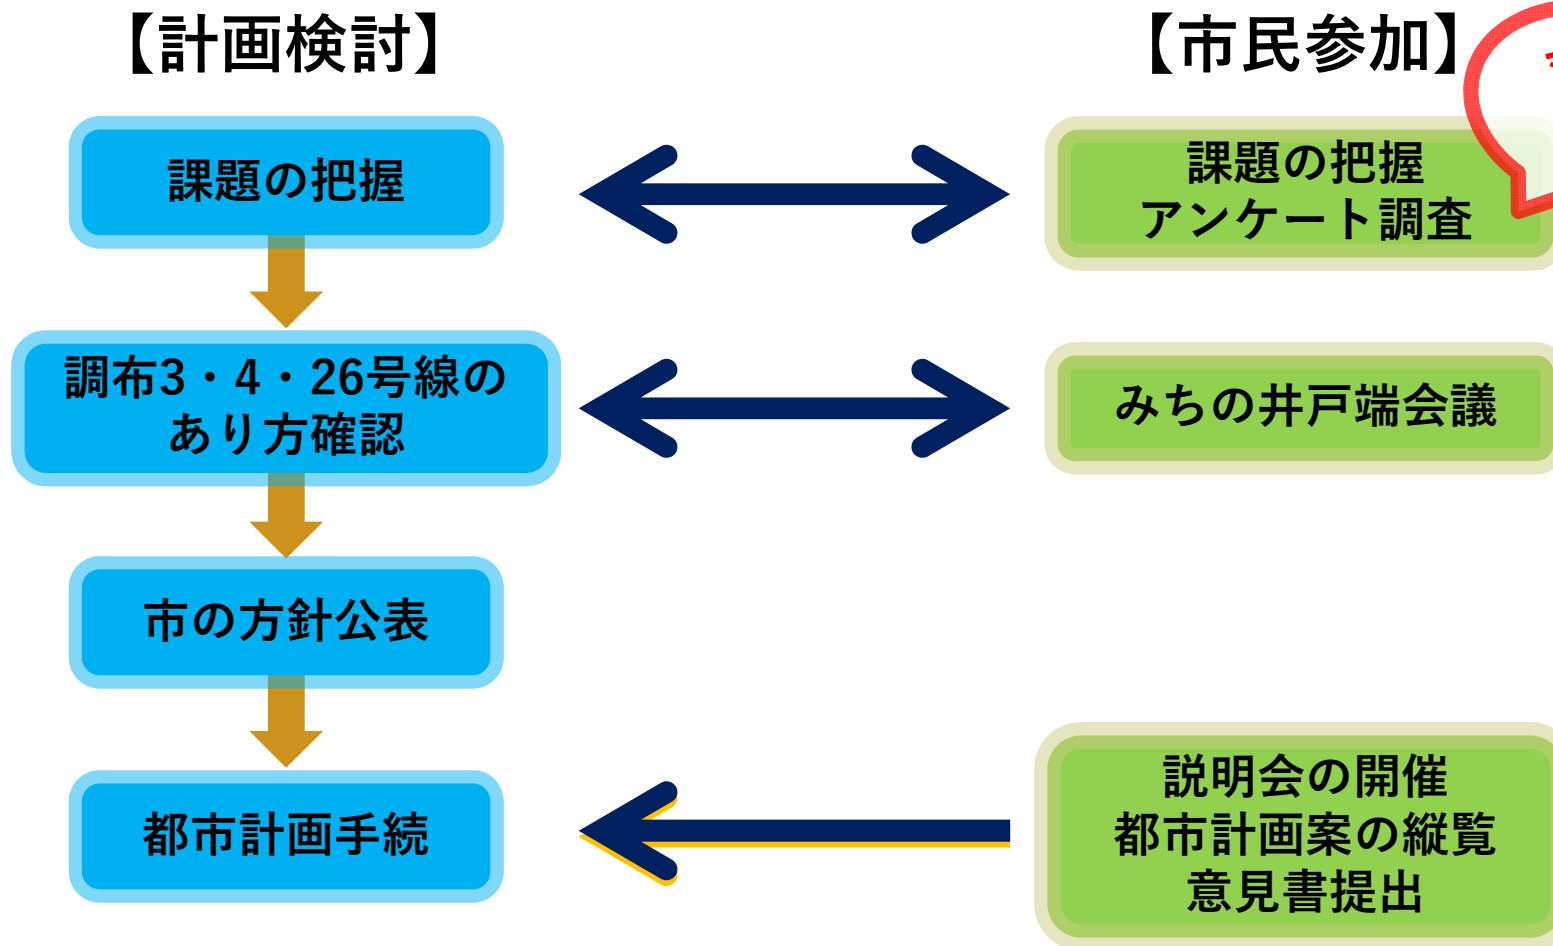 【計画検討】
【市民参加】
課題の把握
課題の把握
アンケート調査
調布3・4・26号線の
あり方確認
みちの井戸端会議
市の方針公表
都市計画手続
説明会の開催
都市計画案の縦覧
意見書提出